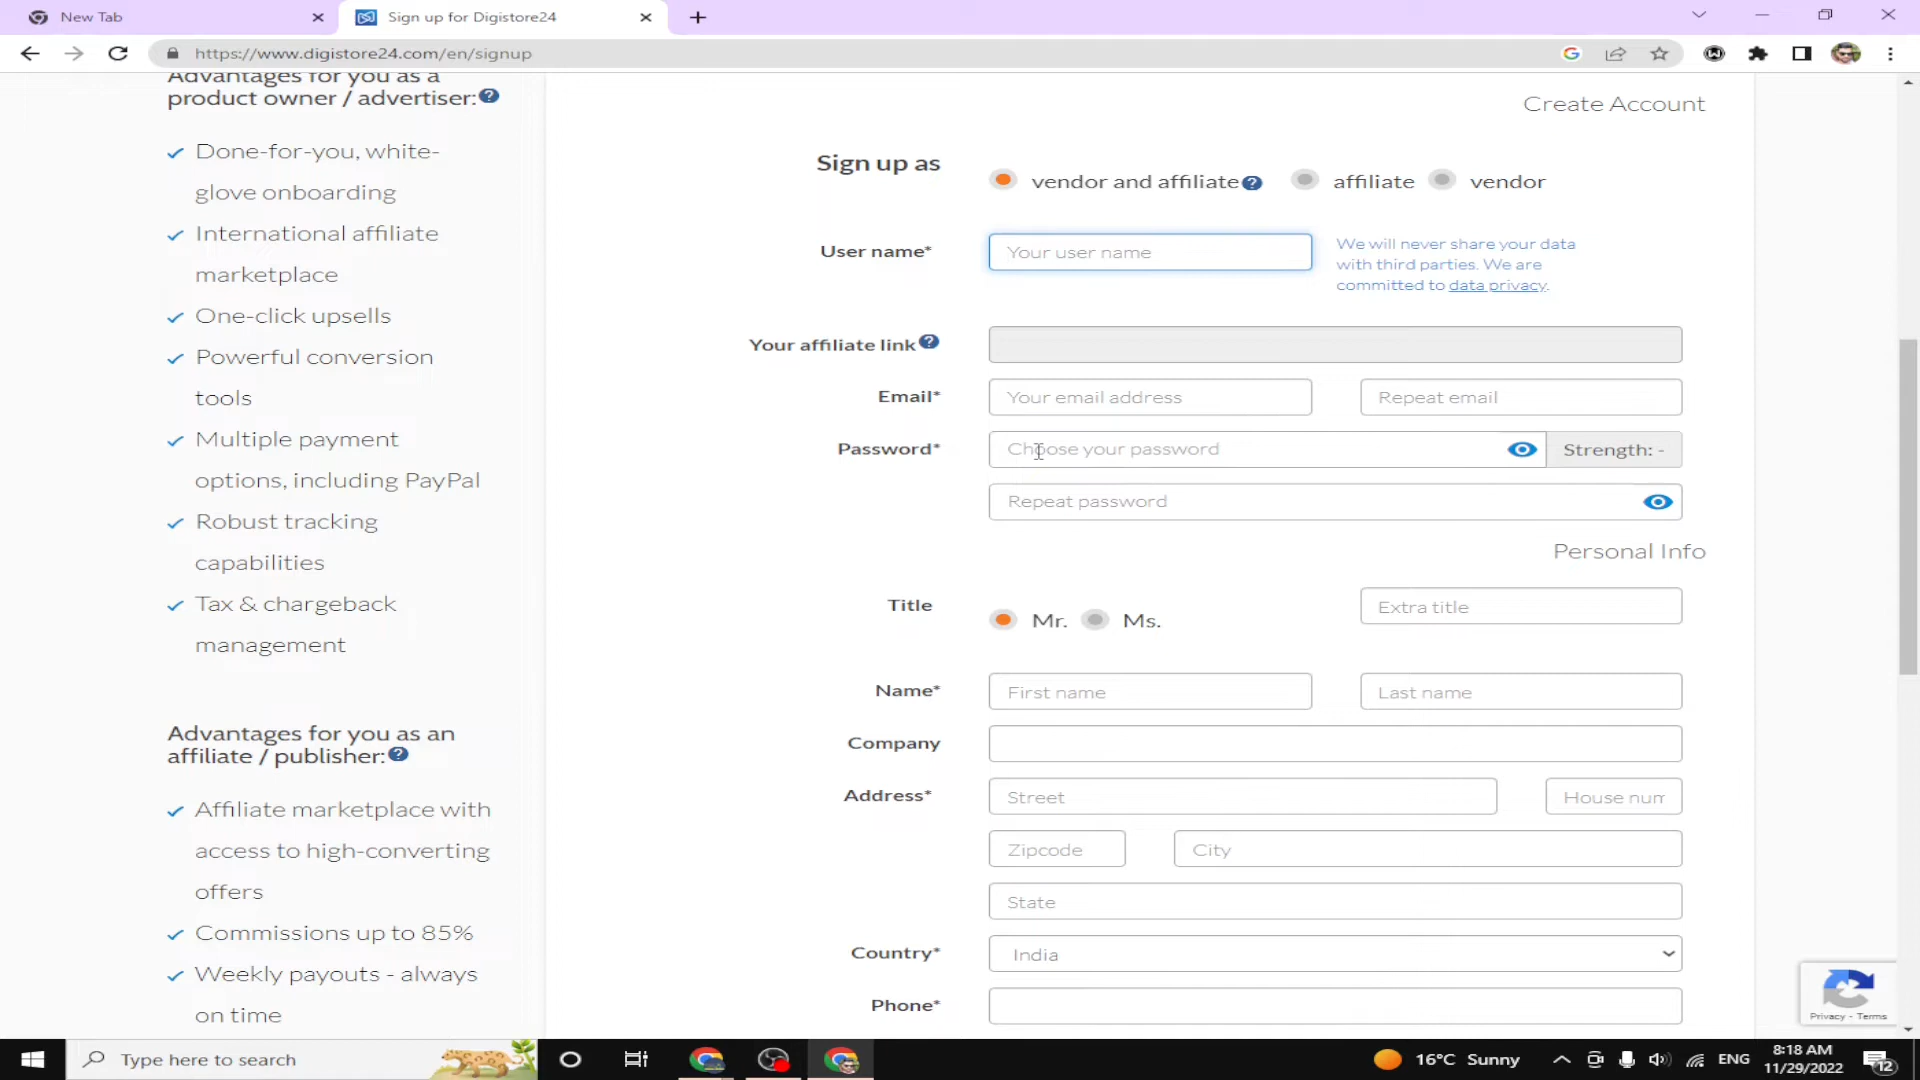 New Tab
Sign up for Digistore24
https://www.digistore24.com/en/signup
Advantages for you as a
product owner / advertiser:
Done-for-you, white-
glove onboarding
International affiliate
marketplace
One-click upsells
Powerful conversion
tools
Multiple payment
options, including PayPal
Robust tracking
capabilities
Tax & chargeback
management
Advantages for you as an
affiliate / publisher:
Affiliate marketplace with
access to high-converting
offers
Commissions up to 85%
Weekly payouts - always
on time
Create Account
Sign up as
vendor and affiliate
affiliate
vendor
User name*
Your user name
We will never share your data
with third parties. We are
committed to data privacy.
Your affiliate link
Email*
Your email address
Repeat email
Password*
Choose your password
Strength: -
Repeat password
Personal Info
Title
Mr.
Ms.
Extra title
Name*
First name
Last name
Company
Address*
Street
House num
Zipcode
City
State
Country*
India
Phone*
Privacy - Terms
Type here to search
16°C Sunny
ENG
8:18 AM
11/29/2022
12